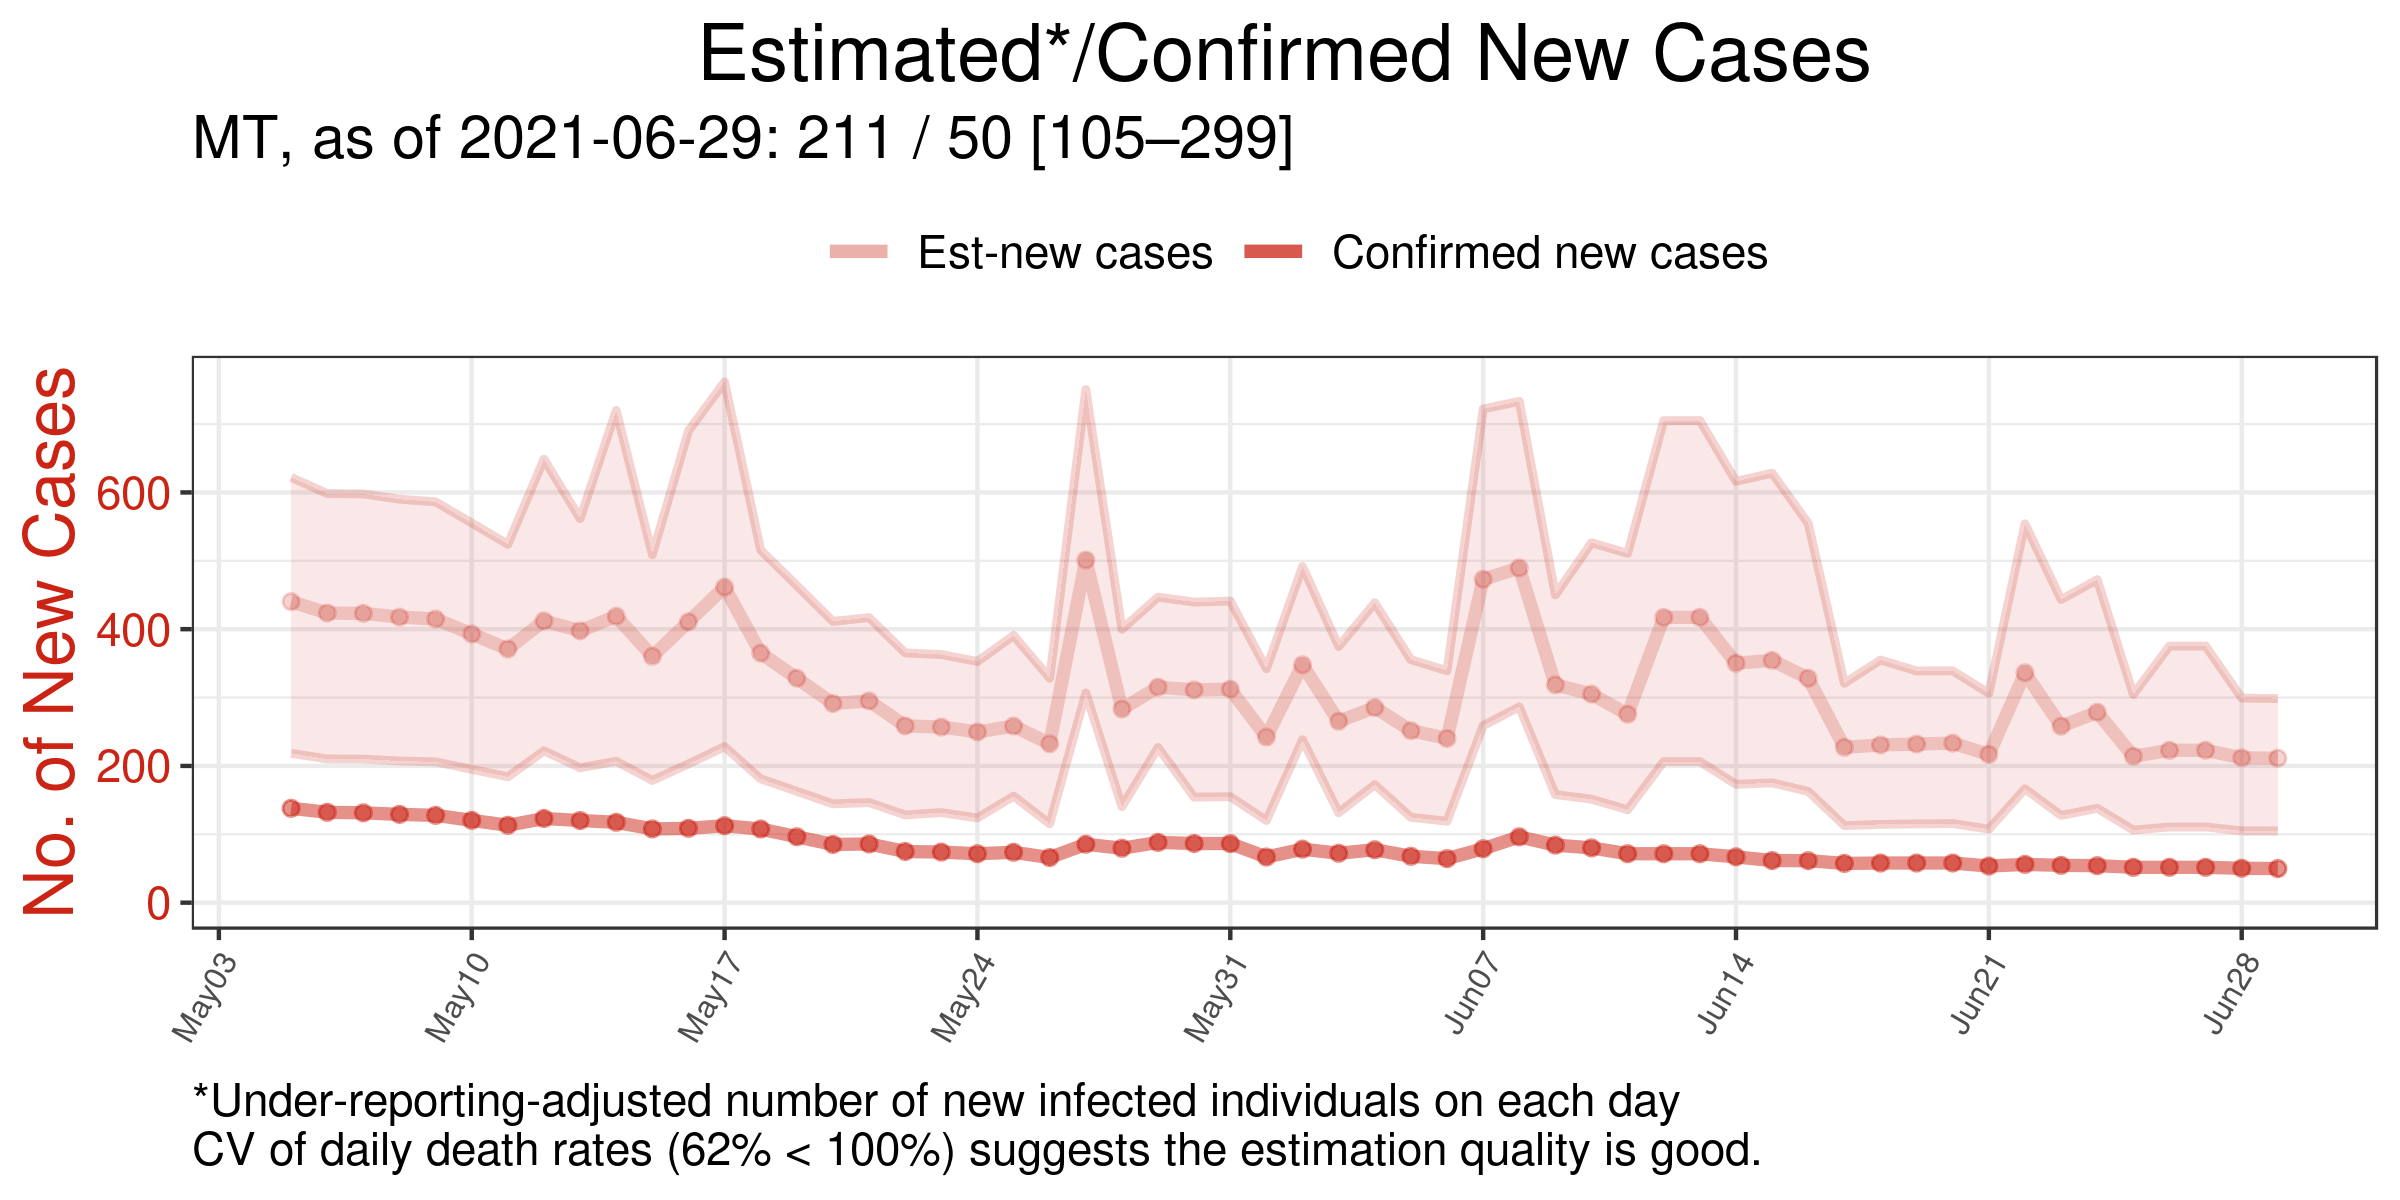 Estimated*/Confirmed New Cases
MT, as of 2021-06-29: 211 / 50 [105–299]
Est-new cases Confirmed new cases
No. of New Cases
600
400
200
0
May03 May10 May17 May24 May31 Jun07 Jun14 Jun21 Jun28
*Under-reporting-adjusted number of new infected individuals on each day
CV of daily death rates (62% < 100%) suggests the estimation quality is good.